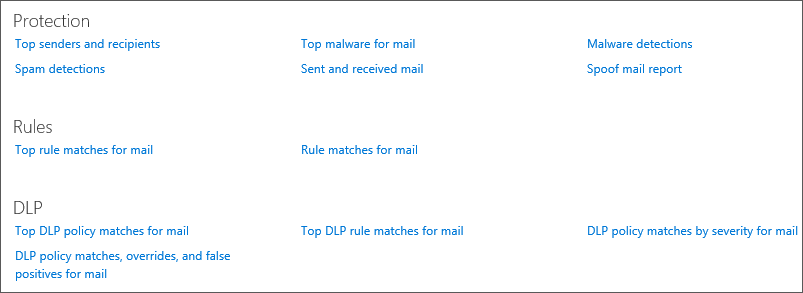 Protection
Top senders and recipients
Top malware for mail
Malware detections
Spam detections
Sent and received mail
Spoof mail report
Rules
Top rule matches for mail
Rule matches for mail
DLP
Top DLP policy matches for mail
Top DLP rule matches for mail
DLP policy matches by severity for mail
DLP policy matches, overrides, and false
positives for mail